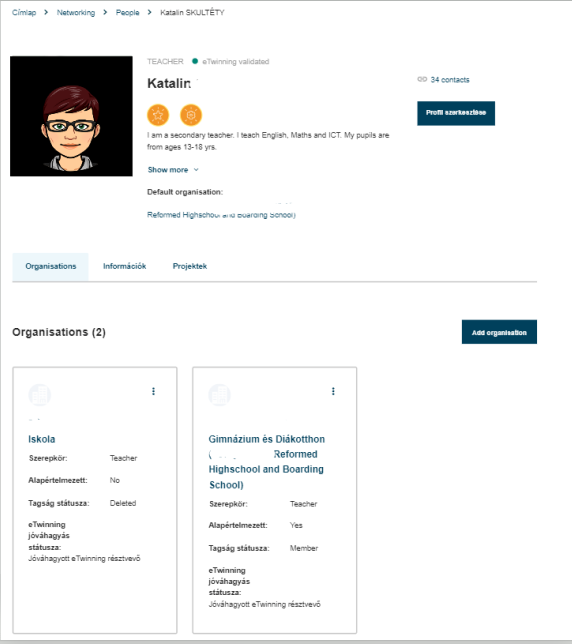 Címlap > Networking > People > Katalin SKULTÉTY
TEACHER eTwinning validated
Katalin
34 contacts
Profil szerkesztése
I am a secondary teacher. I teach English, Maths and ICT. My pupils are
from ages 13-18 yrs.
Show more
Default organisation:
Reformed Highschool and Boarding School)
Organisations Információk Projektek
Organisations (2)
Add organisation
Iskola
Szerepkör: Teacher
Alapértelmezett: No
Tagság státusza: Deleted
eTwinning
jóváhagyás
státusza:
Jóváhagyott eTwinning résztvevő
Gimnázium és Diákotthon
( Reformed
Highschool and Boarding
School)
Szerepkör: Teacher
Alapértelmezett: Yes
Tagság státusza: Member
eTwinning
jóváhagyás
státusza:
Jóváhagyott eTwinning résztvevő